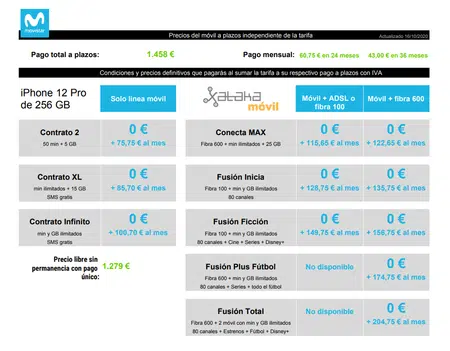 movistar
Precios del móvil a plazos independiente de la tarifa
Actualizado 16/10/2020
Pago total a plazos: 1.458 € Pago mensual: 60,75 € en 24 meses 43,00 € en 36 meses
Condiciones y precios definitivos que pagarás al sumar la tarifa a su respectivo pago a plazos con IVA
iPhone 12 Pro
de 256 GB
Solo línea móvil
Xataka
móvil
Móvil + ADSL o
fibra 100
Móvil + fibra 600
Contrato 2
50 min + 5 GB
0 €
+ 75,75 € al mes
Conecta MAX
Fibra 600 + min ilimitados + 25 GB
0 €
+ 115,65 € al mes
0 €
+ 122,65 € al mes
Contrato XL
min ilimitados + 15 GB
SMS gratis
0 €
+ 85,70 € al mes
Fusión Inicia
Fibra 100 + min y GB ilimitados
80 canales
0 €
+ 128,75 € al mes
0 €
+ 135,75 € al mes
Contrato Infinito
min y GB ilimitados
SMS gratis
0 €
+ 100,70 € al mes
Fusión Ficción
Fibra 100 + min y GB ilimitados
80 canales + Cine + Series + Disney+
0 €
+ 149,75 € al mes
0 €
+ 156,75 € al mes
Precio libre sin
permanencia con pago
único:
1.279 €
Fusión Plus Fútbol
Fibra 600 + min y GB ilimitados
80 canales + Series + todo el fútbol
No disponible
0 €
+ 174,75 € al mes
Fusión Total
Fibra 600 + 2 móvil con min y GB ilimitados
80 canales + Estrenos + Fútbol + Disney+
No disponible
0 €
+ 204,75 € al mes